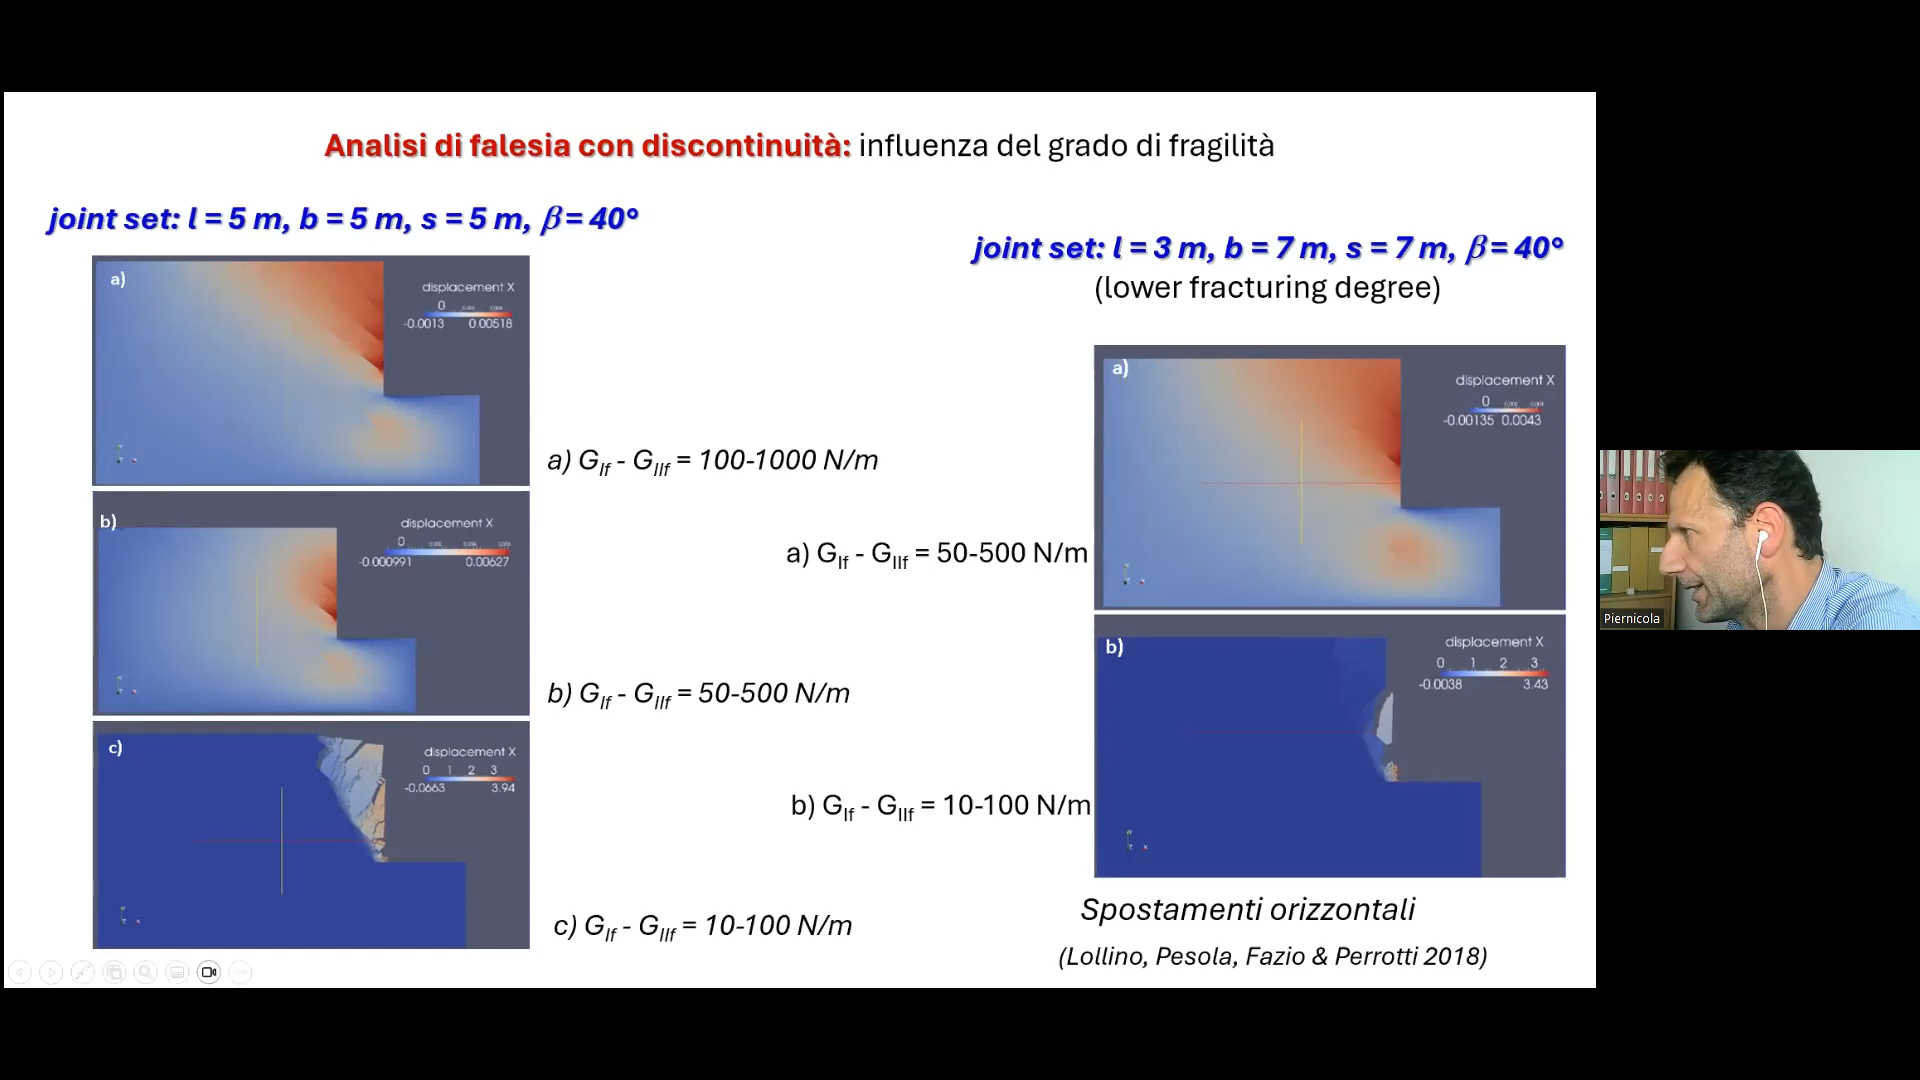 Analisi di falesia con discontinuità: influenza del grado di fragilità
joint set: l = 5 m, b = 5 m, s = 5 m, β = 40°
a)
displacement X
0
-0.0013 0.00518
a) G_If - G_IIf = 100-1000 N/m
b)
displacement X
0
-0.000991 0.00627
b) G_If - G_IIf = 50-500 N/m
c)
displacement X
0 1 2 3
-0.0663 3.94
c) G_If - G_IIf = 10-100 N/m
joint set: l = 3 m, b = 7 m, s = 7 m, β = 40°
(lower fracturing degree)
a)
displacement X
0
-0.00135 0.0043
a) G_If - G_IIf = 50-500 N/m
b)
displacement X
0 1 2 3
-0.0038 3.43
b) G_If - G_IIf = 10-100 N/m
Spostamenti orizzontali
(Lollino, Pesola, Fazio & Perrotti 2018)
Piernicola